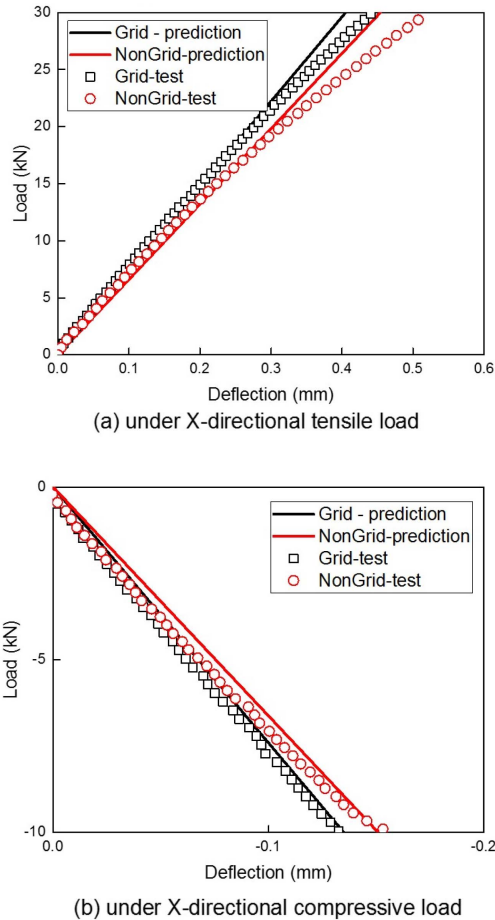 30
25
20
15
10
5
0
Load (kN)
Grid - prediction
NonGrid-prediction
Grid-test
NonGrid-test
0.0 0.1 0.2 0.3 0.4 0.5 0.6
Deflection (mm)
(a) under X-directional tensile load
0
-5
-10
Load (kN)
Grid - prediction
NonGrid-prediction
Grid-test
NonGrid-test
0.0 -0.1 -0.2
Deflection (mm)
(b) under X-directional compressive load